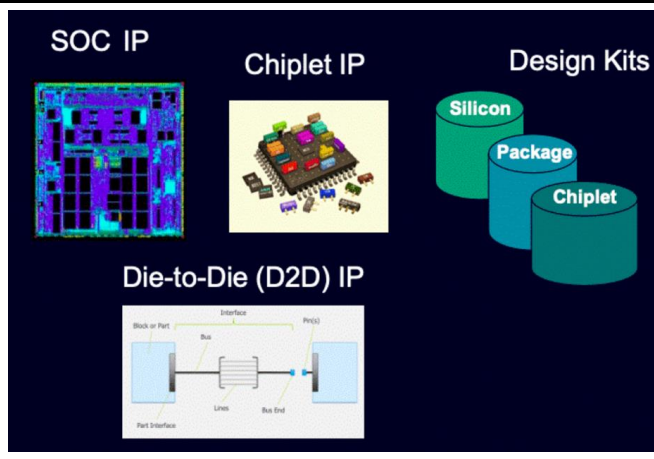 SOC IP
Chiplet IP
Design Kits
Silicon
Package
Chiplet
Die-to-Die (D2D) IP
Interface
Block or Part
Pin(s)
Bus
Lines
Bus End
Part Interface